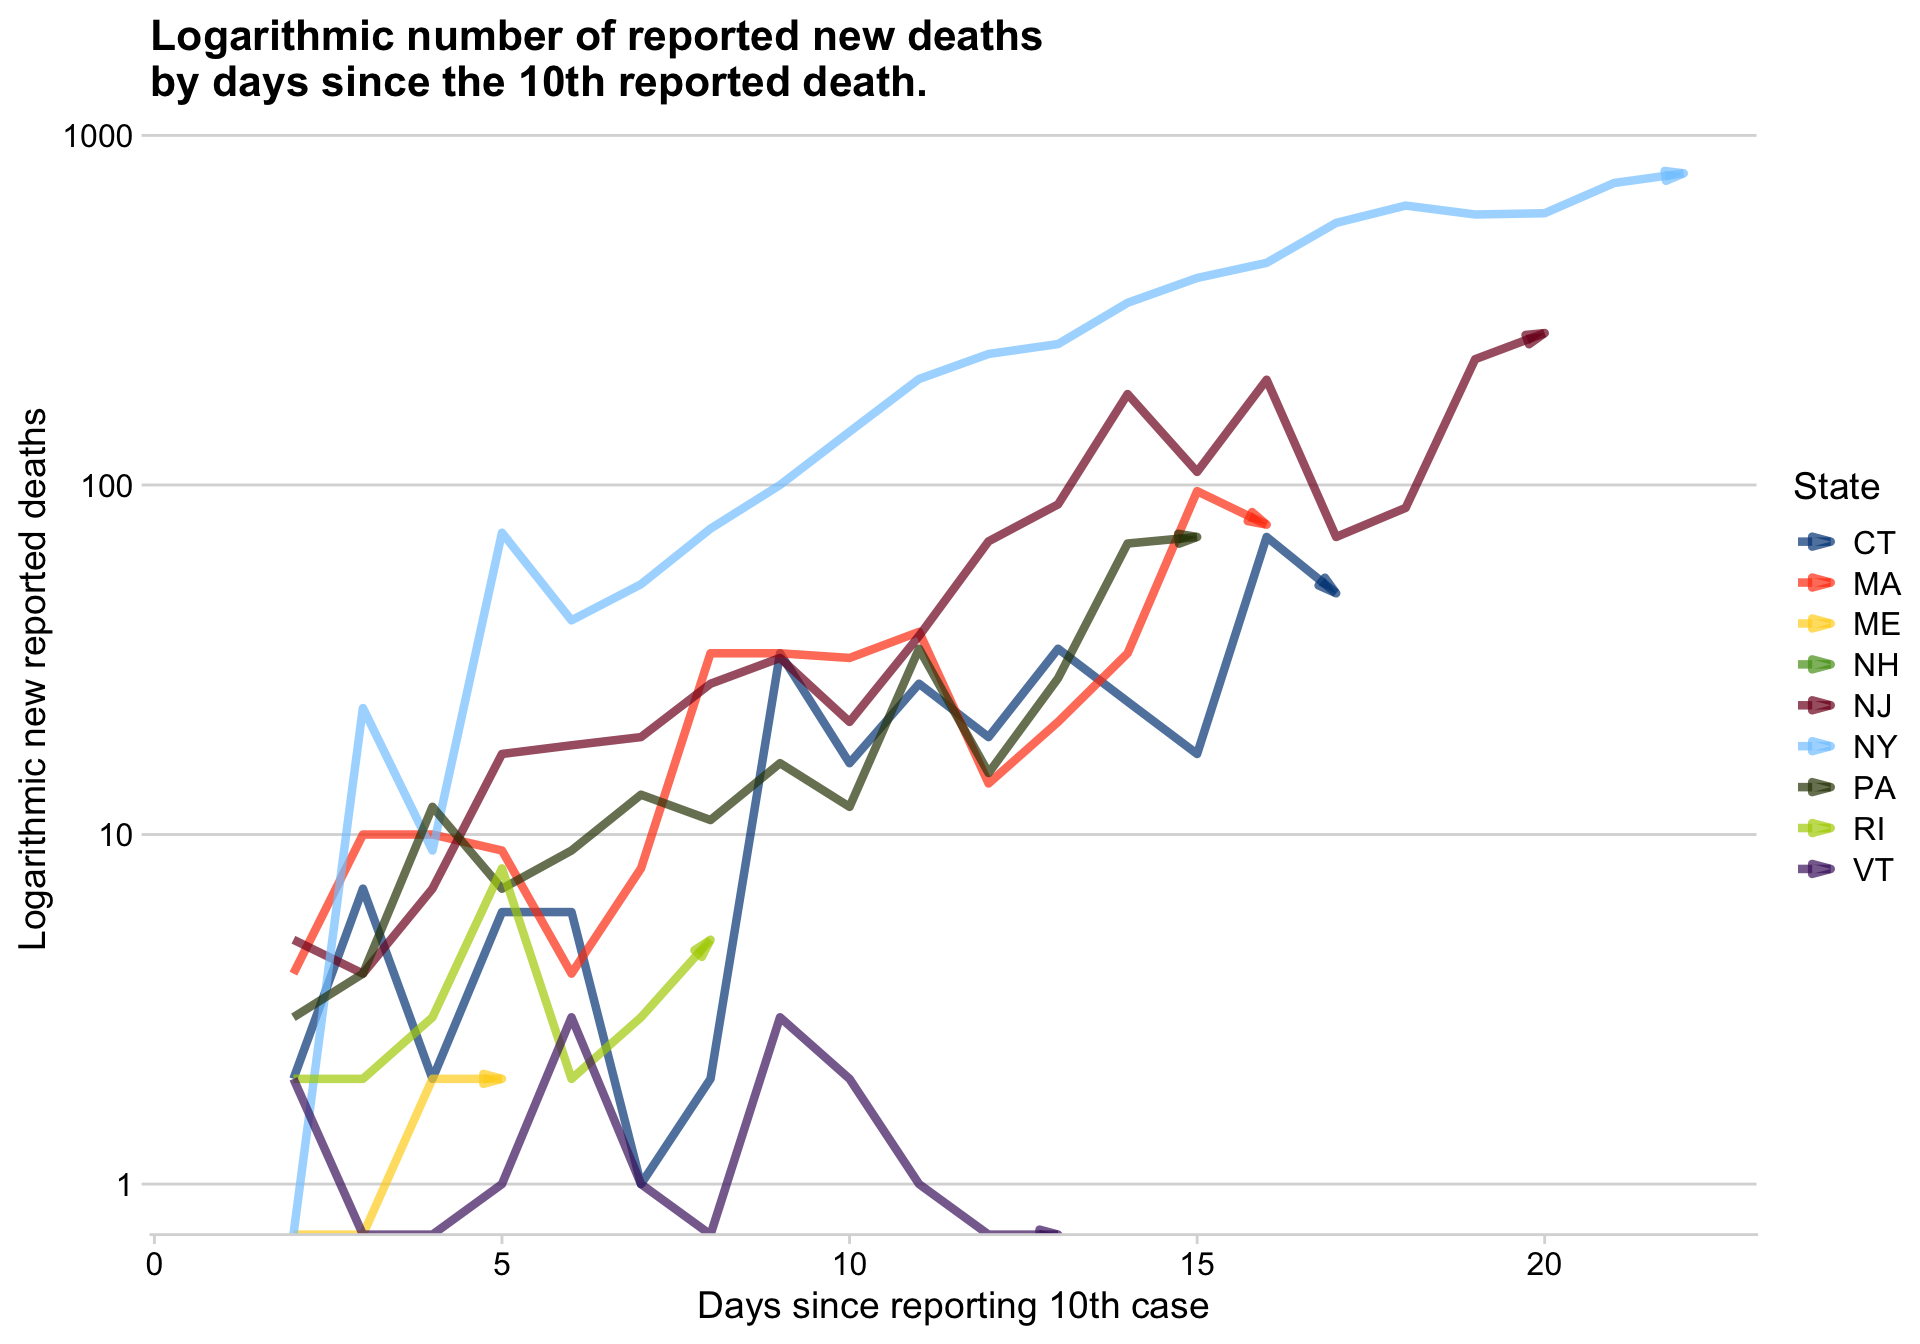 Logarithmic number of reported new deaths
by days since the 10th reported death.
1000
100
10
1
Logarithmic new reported deaths
0
5
10
15
20
Days since reporting 10th case
State
CT
MA
ME
NH
NJ
NY
PA
RI
VT